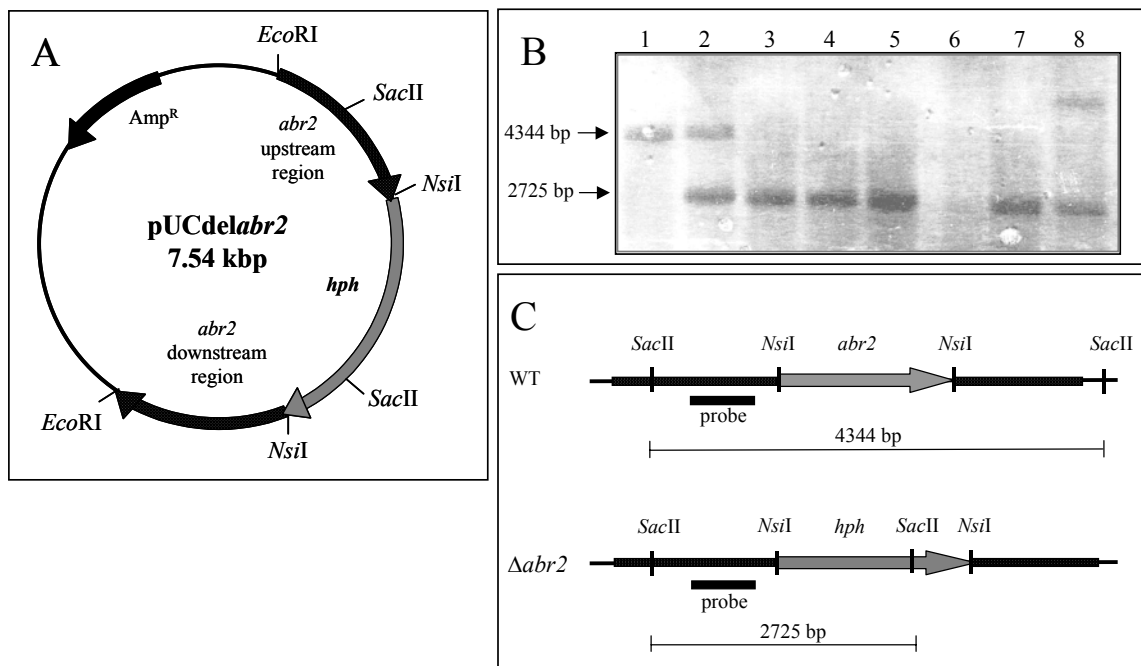 A
EcoRI
SacII
Amp^R
abr2
upstream
region
NsiI
pUCdelabr2
7.54 kbp
hph
abr2
downstream
region
SacII
EcoRI
NsiI
B
1 2 3 4 5 6 7 8
4344 bp
2725 bp
C
SacII NsiI abr2 NsiI SacII
WT
probe
4344 bp
SacII NsiI hph SacII NsiI
Δabr2
probe
2725 bp